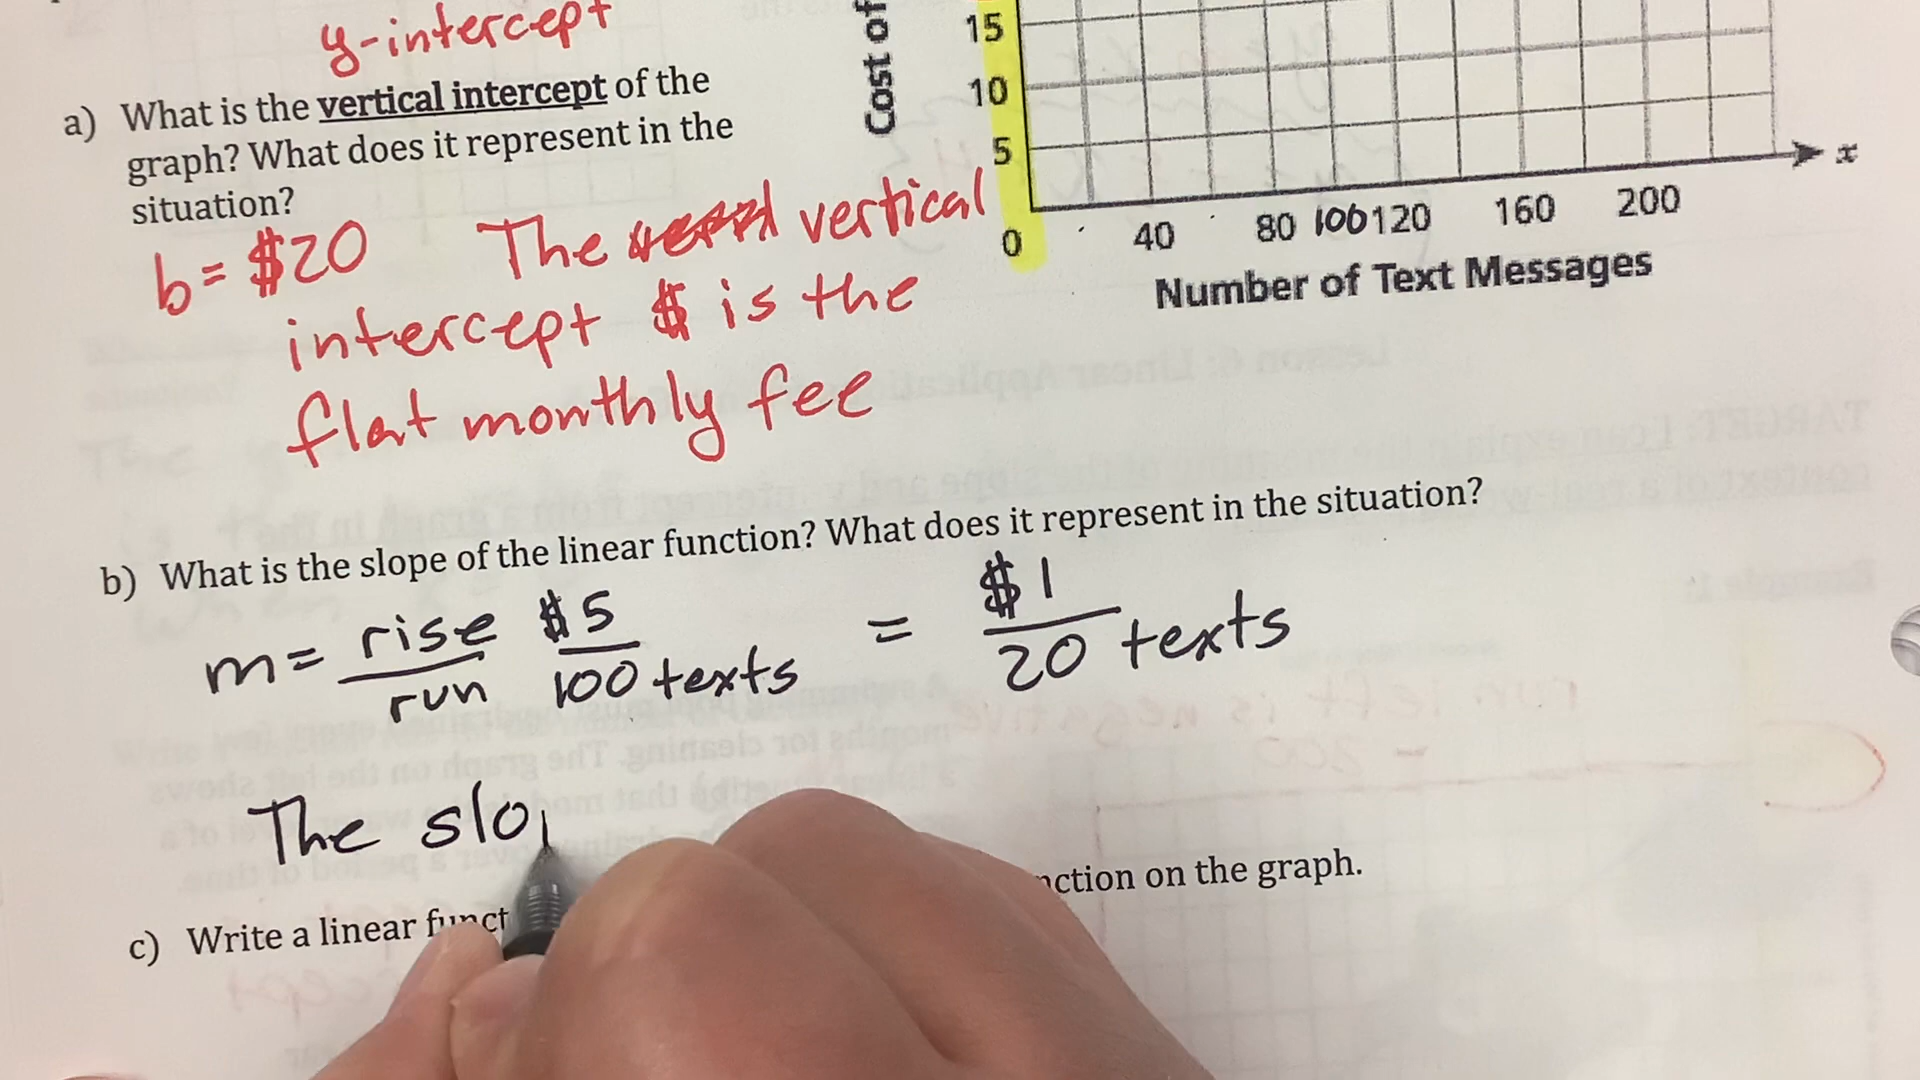 y-intercept
a) What is the vertical intercept of the
graph? What does it represent in the
situation?
b = $20 The vertical
intercept $ is the
flat monthly fee
Cost of
15
10
5
0 40 80 100 120 160 200
x
Number of Text Messages
b) What is the slope of the linear function? What does it represent in the situation?
m = rise $5 = $1
run 100 texts 20 texts
The slo
c) Write a linear funct nction on the graph.